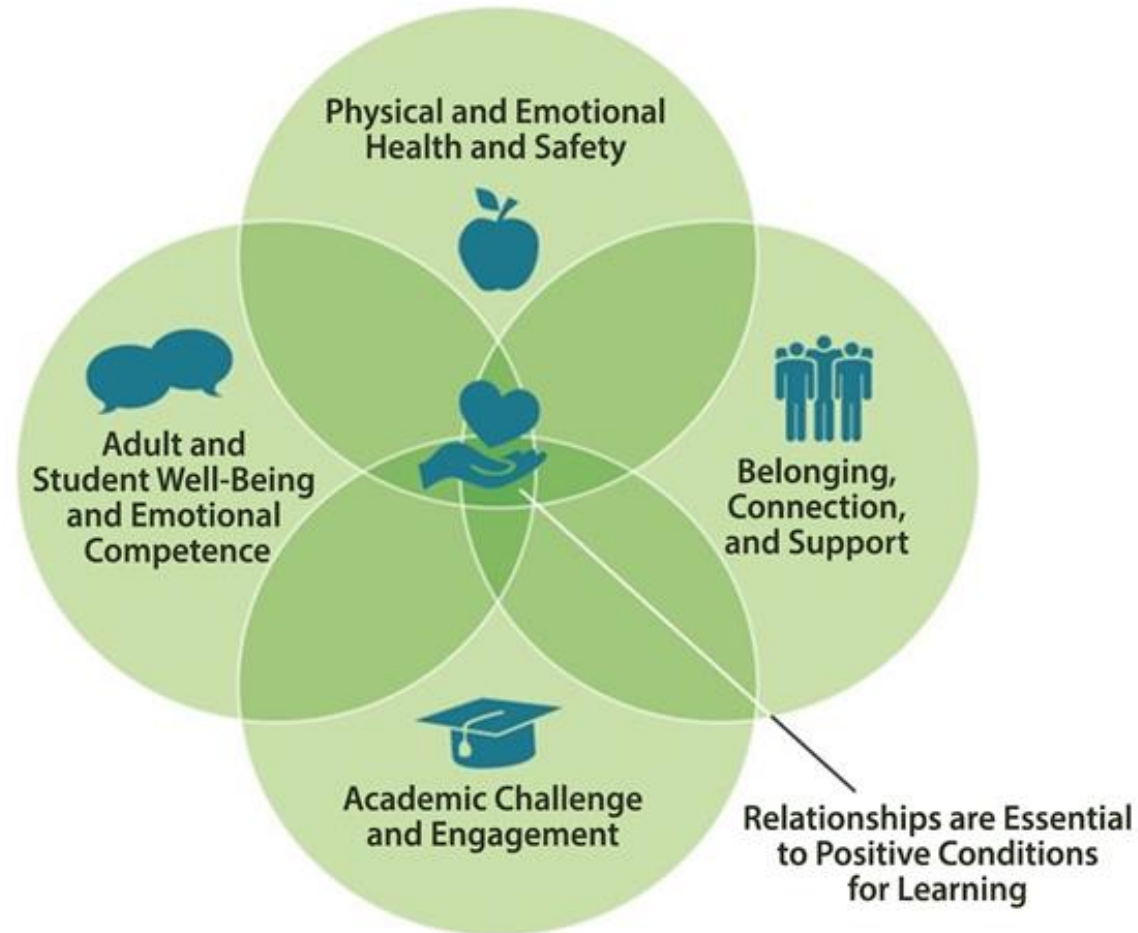 Physical and Emotional
Health and Safety
Adult and
Student Well-Being
and Emotional
Competence
Belonging,
Connection,
and Support
Academic Challenge
and Engagement
Relationships are Essential
to Positive Conditions
for Learning